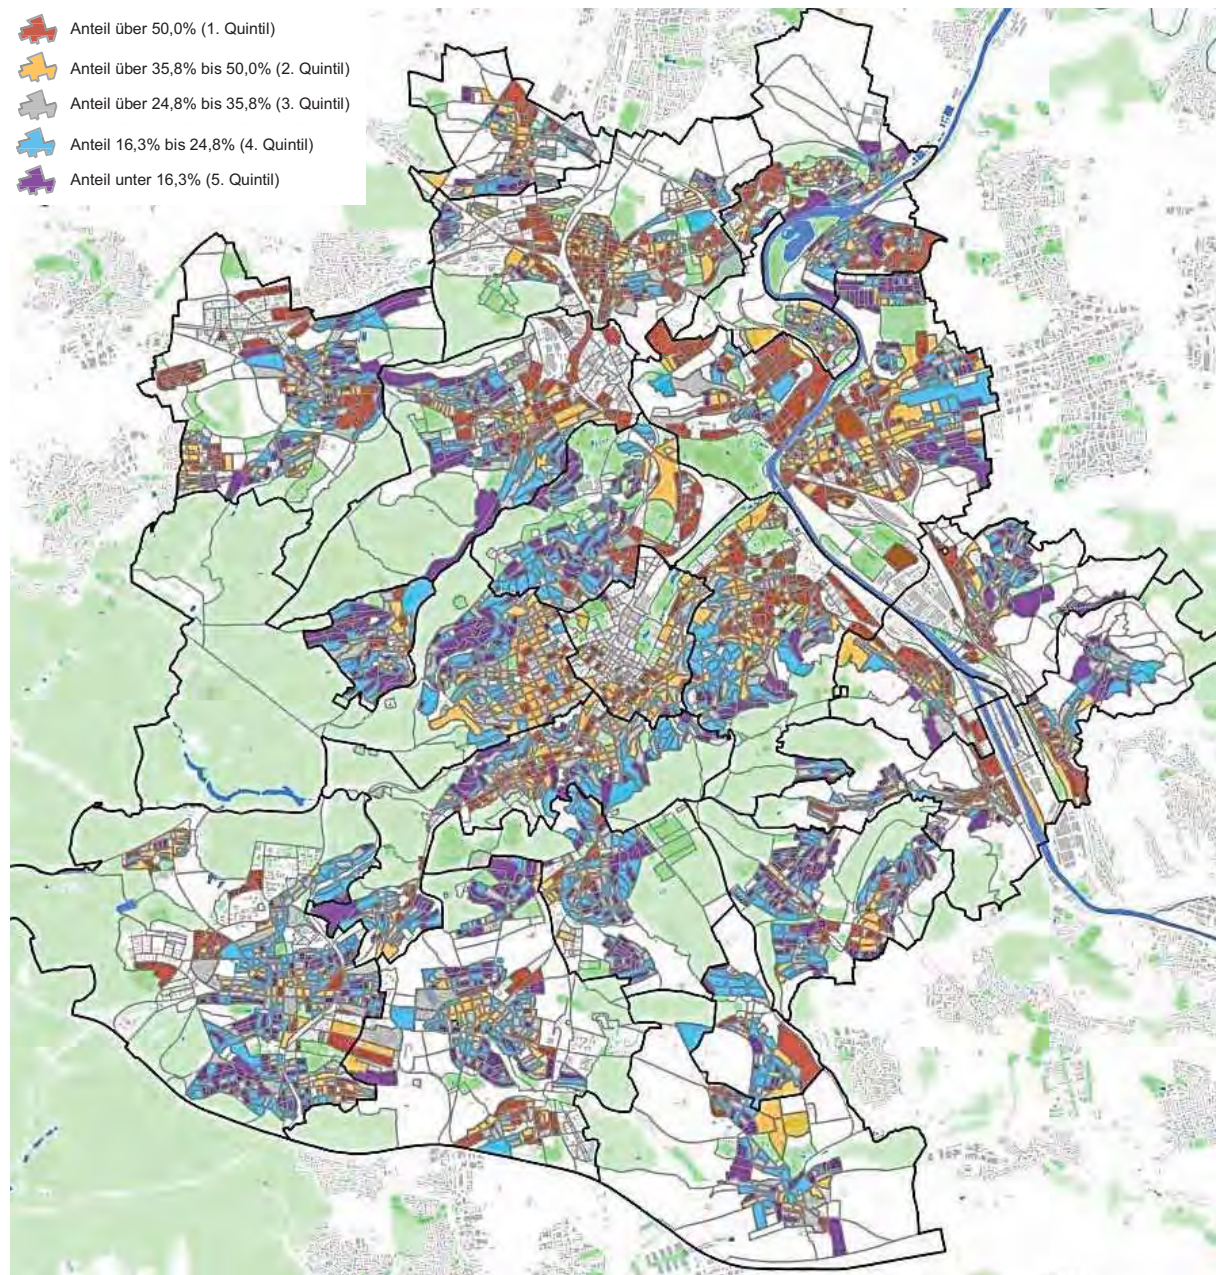 Anteil über 50,0% (1. Quintil)
Anteil über 35,8% bis 50,0% (2. Quintil)
Anteil über 24,8% bis 35,8% (3. Quintil)
Anteil 16,3% bis 24,8% (4. Quintil)
Anteil unter 16,3% (5. Quintil)